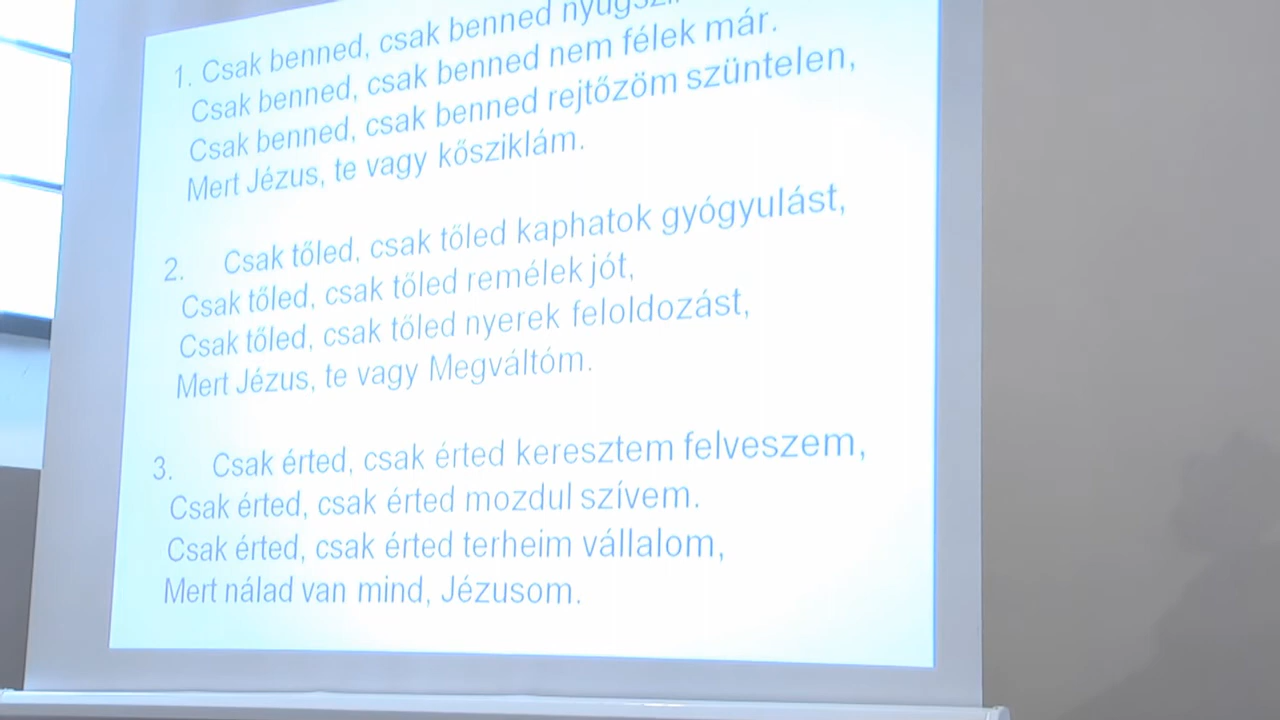 1. Csak benned, csak benned
Csak benned, csak benned nem félek már.
Csak benned, csak benned rejtőzöm szüntelen,
Mert Jézus, te vagy kősziklám.
2. Csak tőled, csak tőled kaphatok gyógyulást,
Csak tőled, csak tőled remélek jót,
Csak tőled, csak tőled nyerek feloldozást,
Mert Jézus, te vagy Megváltóm.
3. Csak érted, csak érted keresztem felveszem,
Csak érted, csak érted mozdul szívem.
Csak érted, csak érted terheim vállalom,
Mert nálad van mind, Jézusom.